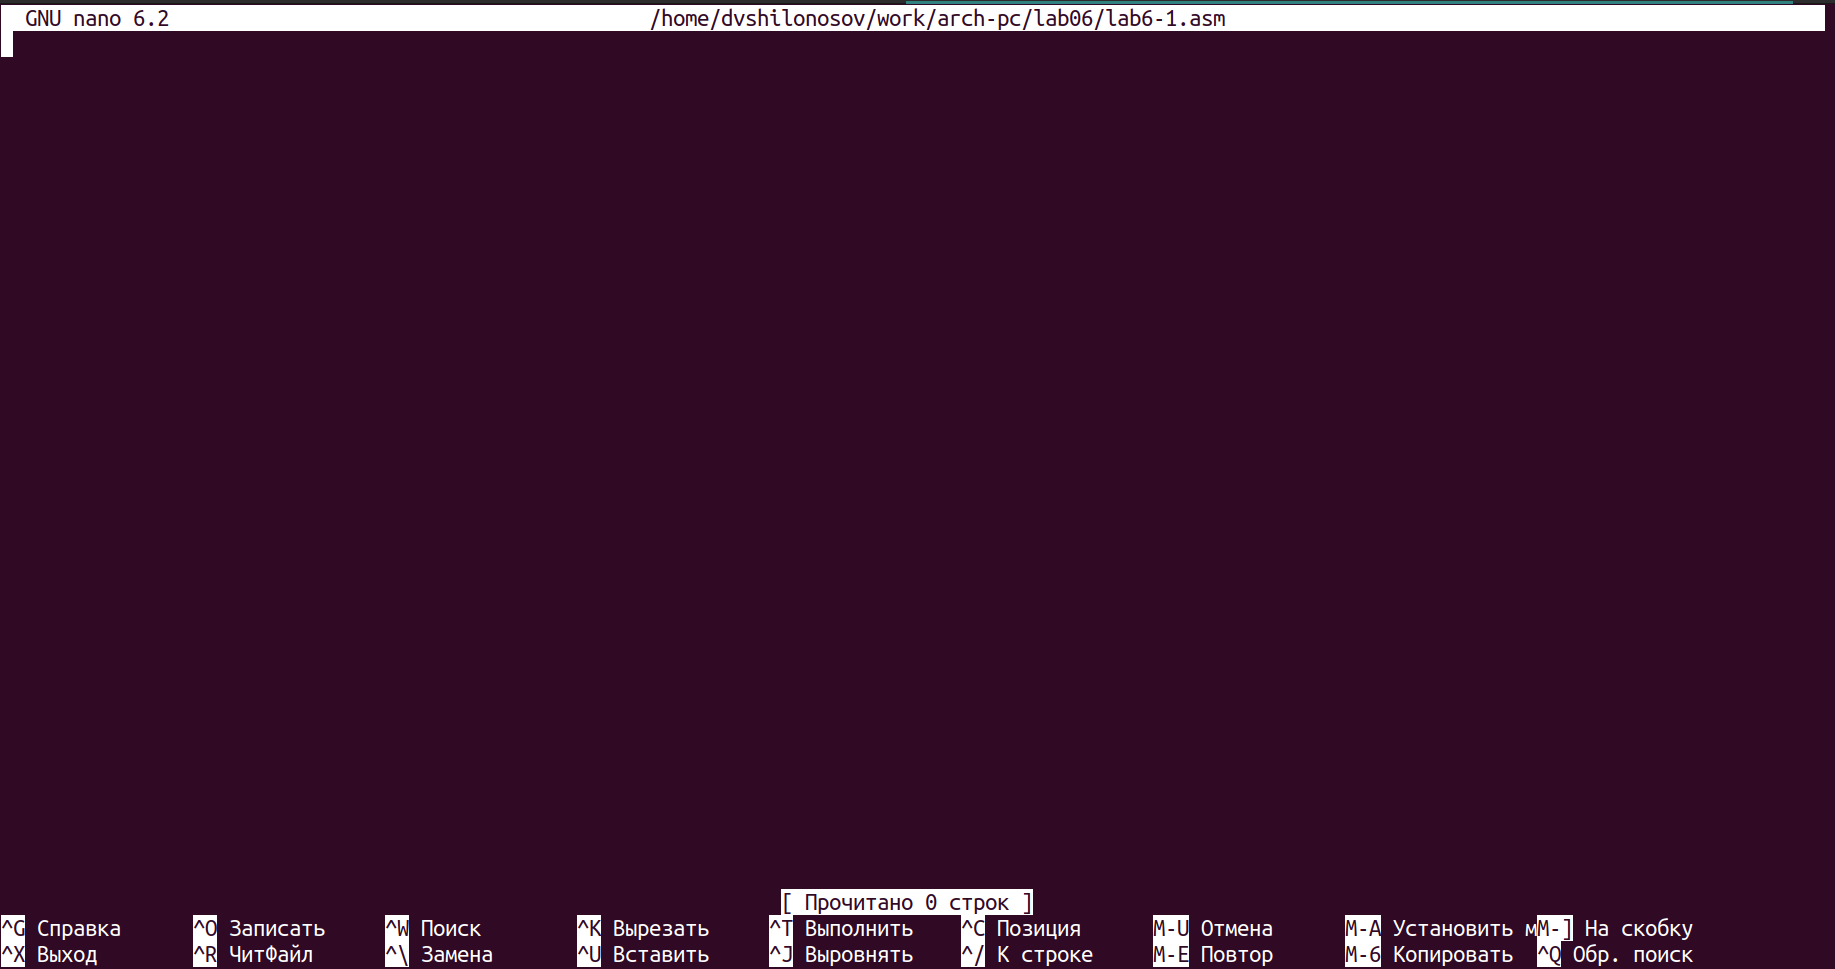 GNU nano 6.2 /home/dvshilonosov/work/arch-pc/lab06/lab6-1.asm
[ Прочитано 0 строк ]
^G Справка ^O Записать ^W Поиск ^K Вырезать ^T Выполнить ^C Позиция M-U Отмена M-A Установить мM-] На скобку
^X Выход ^R ЧитФайл ^\ Замена ^U Вставить ^J Выровнять ^/ К строке M-E Повтор M-6 Копировать ^Q Обр. поиск